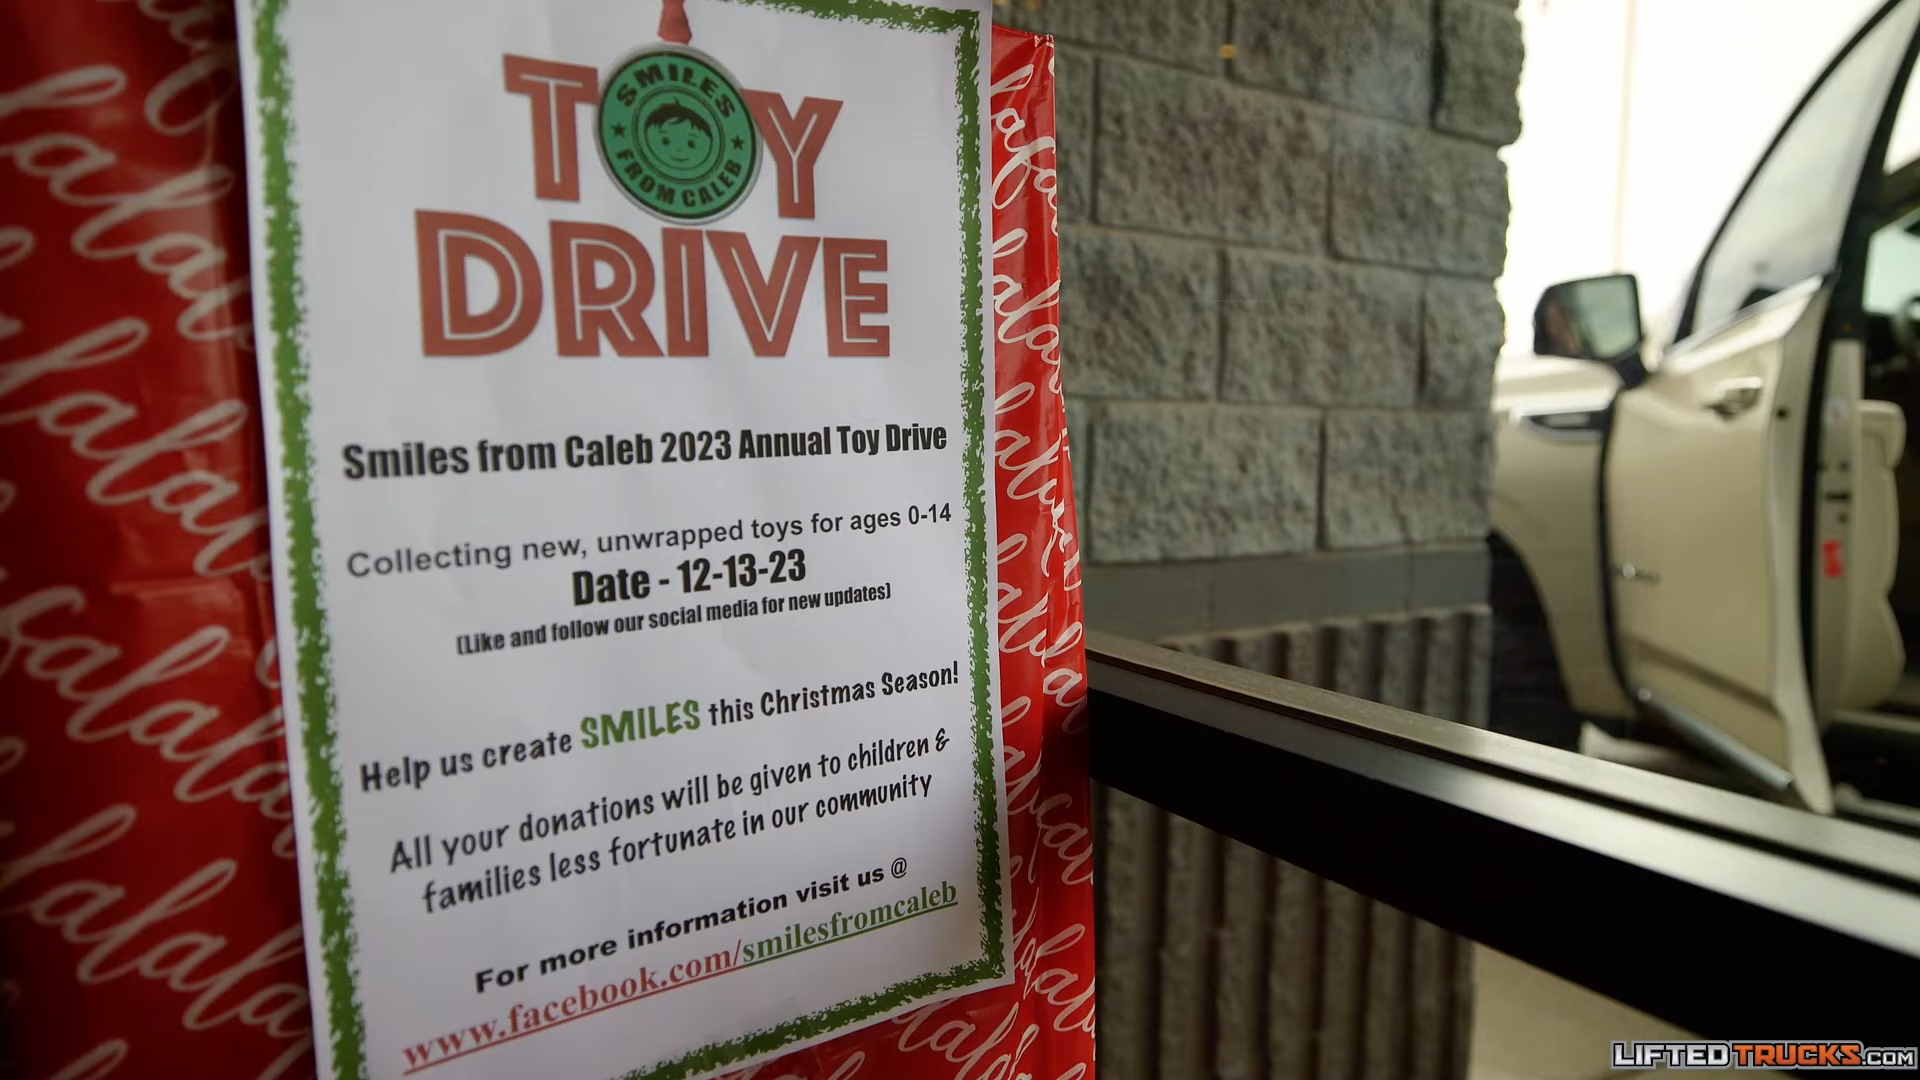 TOY
SMILES
FROM CALEB
DRIVE
Smiles from Caleb 2023 Annual Toy Drive
Collecting new, unwrapped toys for ages 0-14
Date - 12-13-23
(Like and follow our social media for new updates)
Help us create SMILES this Christmas Season!
All your donations will be given to children &
families less fortunate in our community
For more information visit us @
www.facebook.com/smilesfromcaleb
LIFTEDTRUCKS.COM